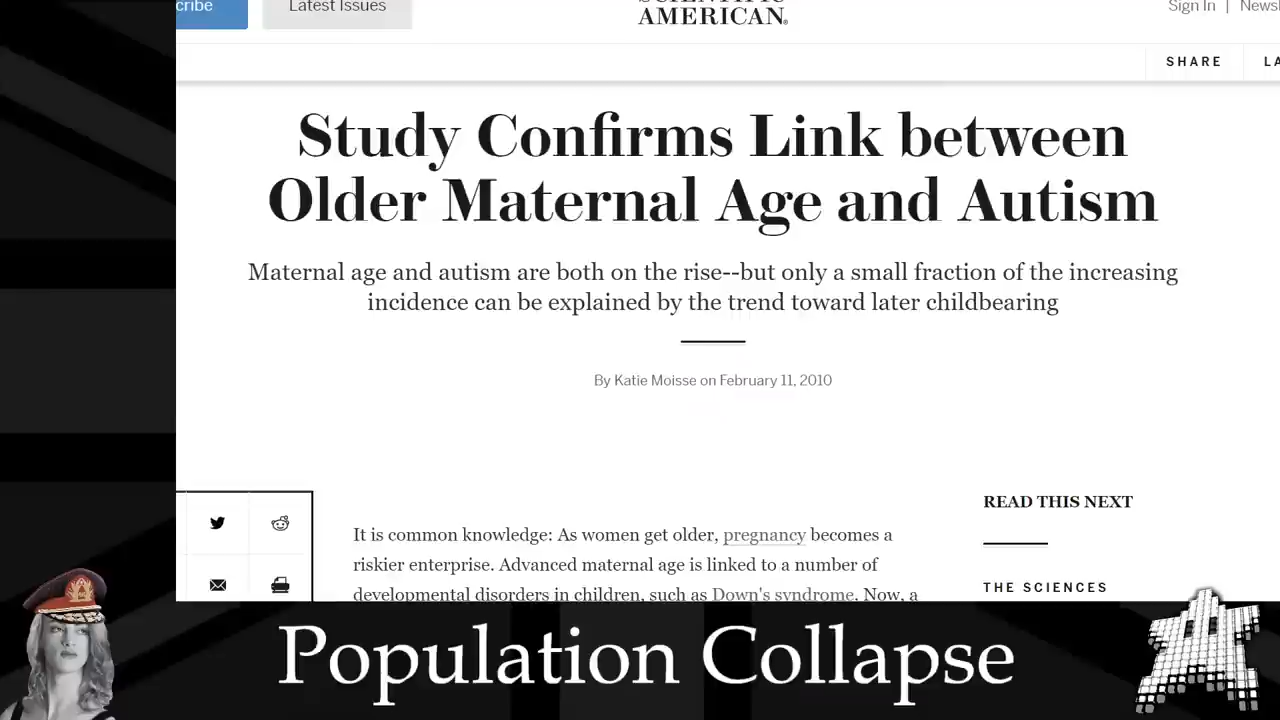 cribe
Latest Issues
SCIENTIFIC
AMERICAN®
Sign In | Newsl
SHARE
LA
Study Confirms Link between
Older Maternal Age and Autism
Maternal age and autism are both on the rise--but only a small fraction of the increasing
incidence can be explained by the trend toward later childbearing
By Katie Moisse on February 11, 2010
READ THIS NEXT
It is common knowledge: As women get older, pregnancy becomes a
riskier enterprise. Advanced maternal age is linked to a number of
developmental disorders in children, such as Down's syndrome. Now, a
THE SCIENCES
Population Collapse